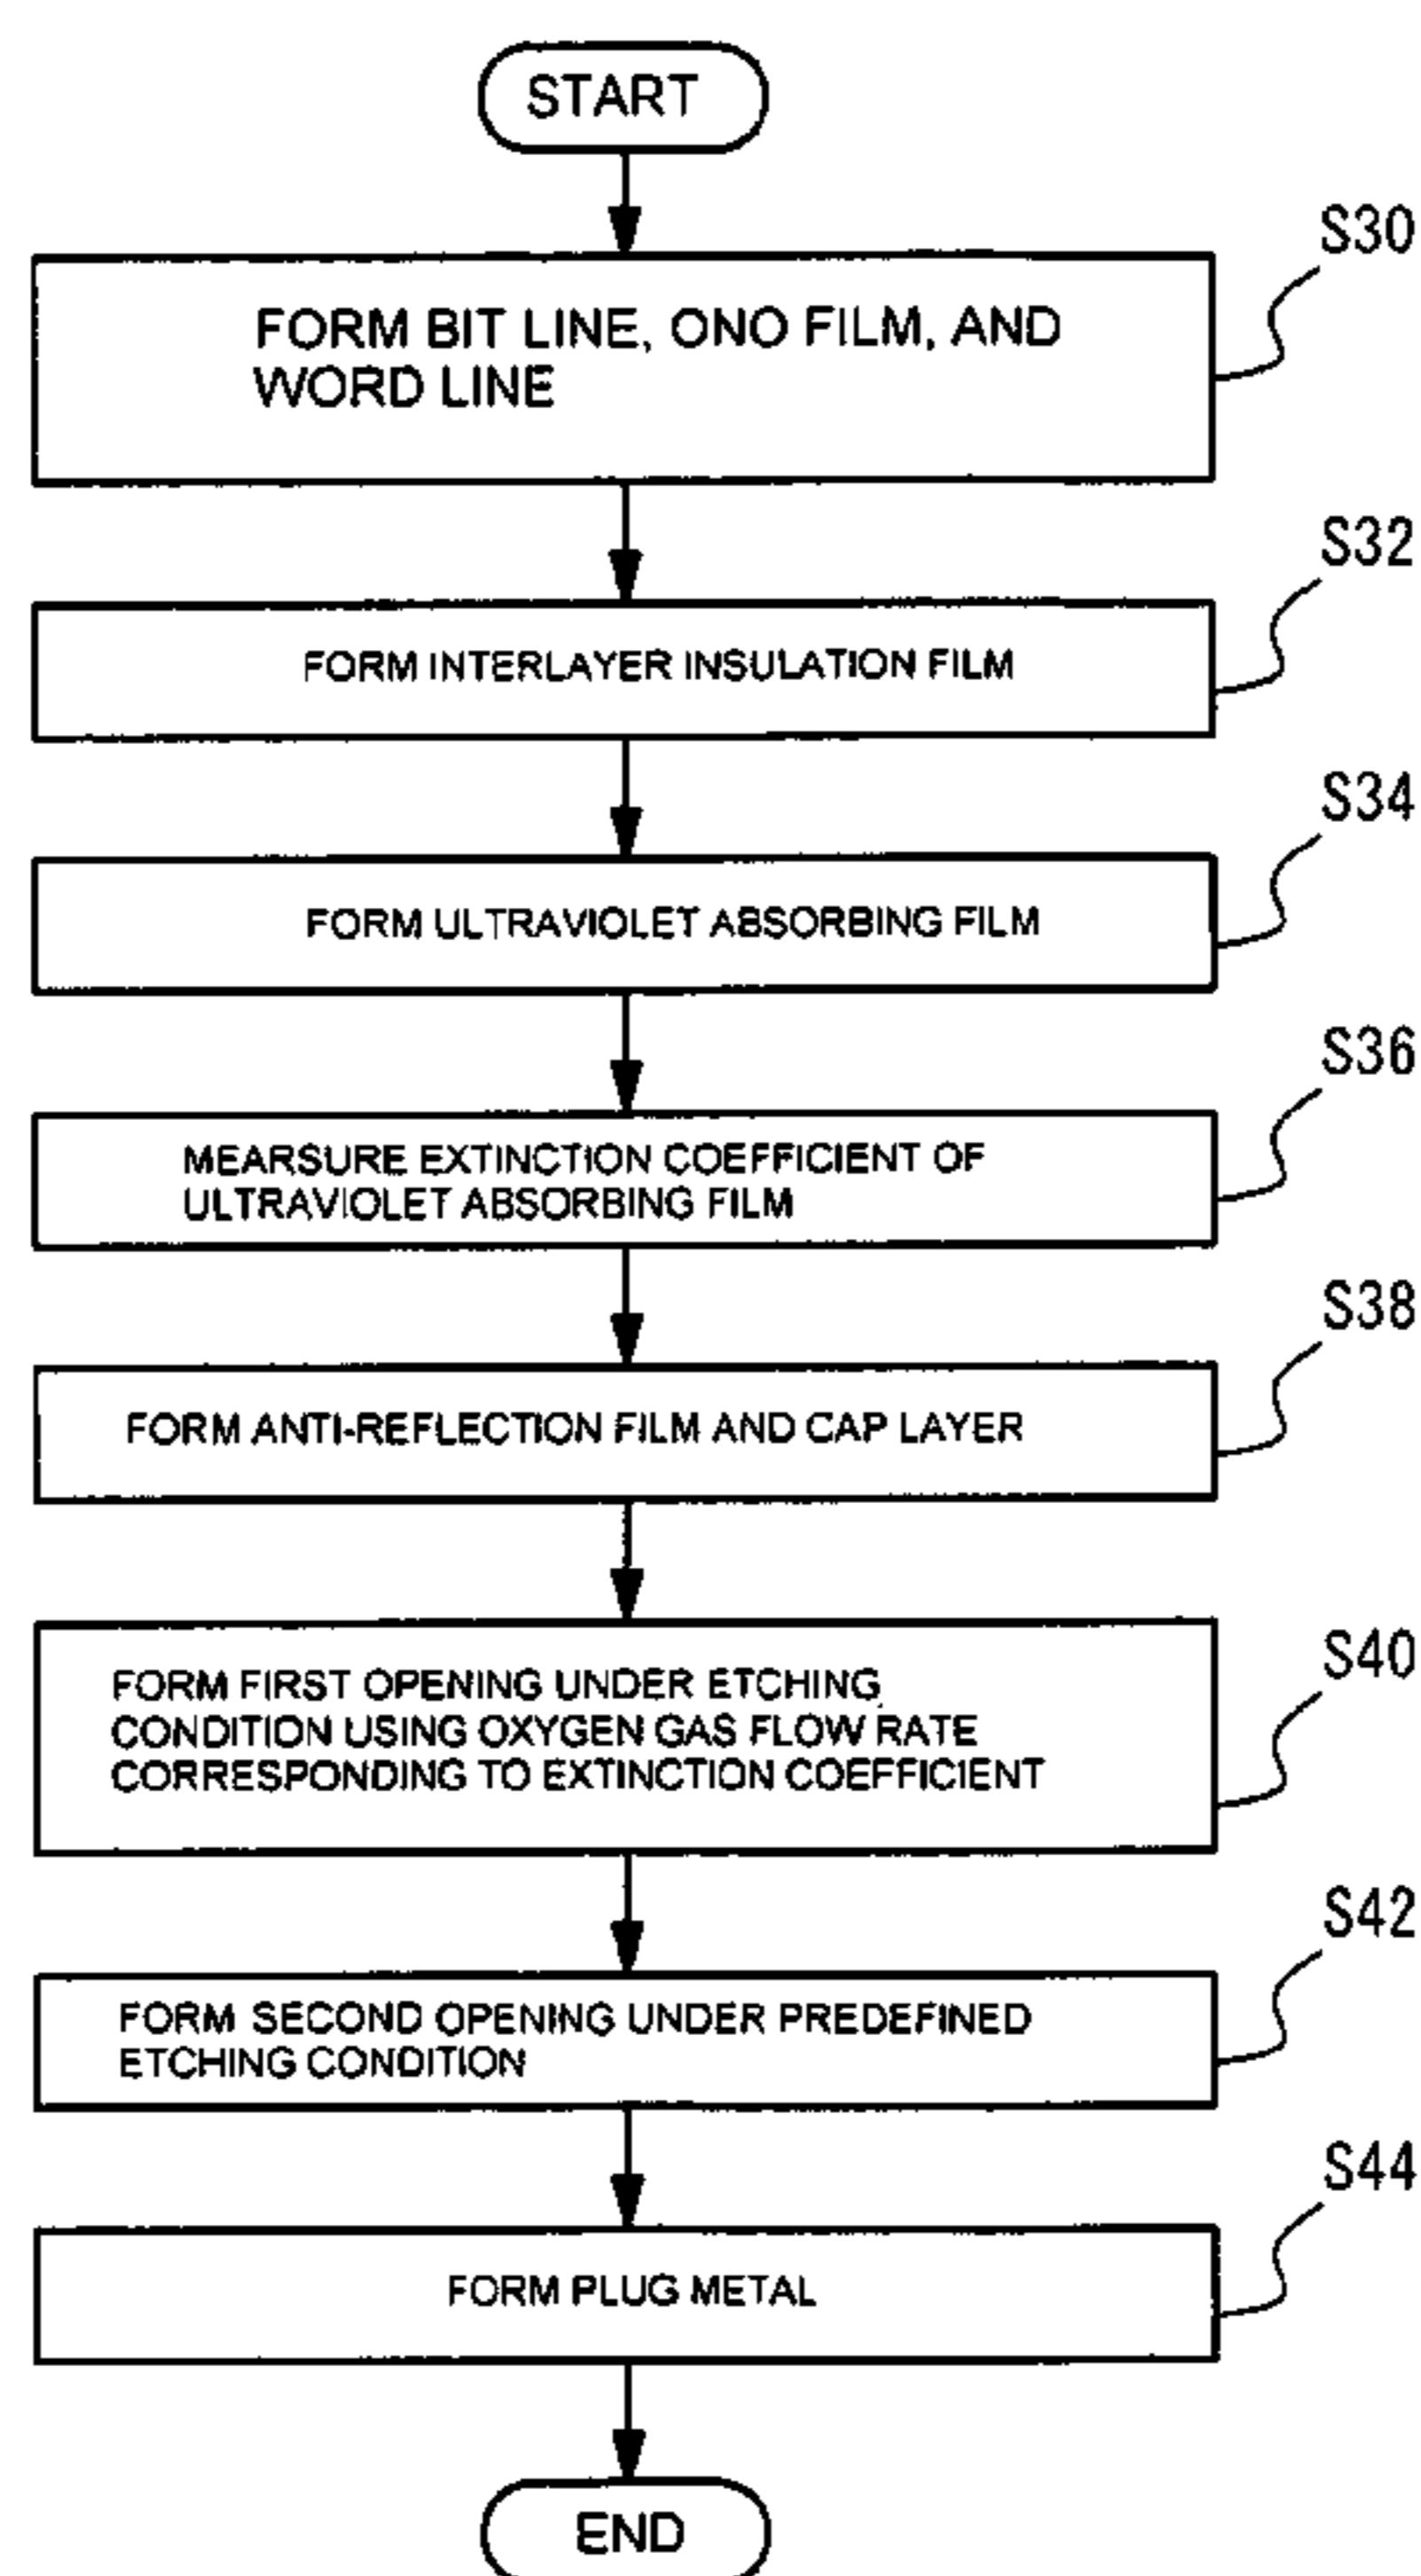 START
S30
FORM BIT LINE, ONO FILM, AND
WORD LINE
S32
FORM INTERLAYER INSULATION FILM
S34
FORM ULTRAVIOLET ABSORBING FILM
S36
MEARSURE EXTINCTION COEFFICIENT OF
ULTRAVIOLET ABSORBING FILM
S38
FORM ANTI-REFLECTION FILM AND CAP LAYER
S40
FORM FIRST OPENING UNDER ETCHING
CONDITION USING OXYGEN GAS FLOW RATE
CORRESPONDING TO EXTINCTION COEFFICIENT
S42
FORM SECOND OPENING UNDER PREDEFINED
ETCHING CONDITION
S44
FORM PLUG METAL
END